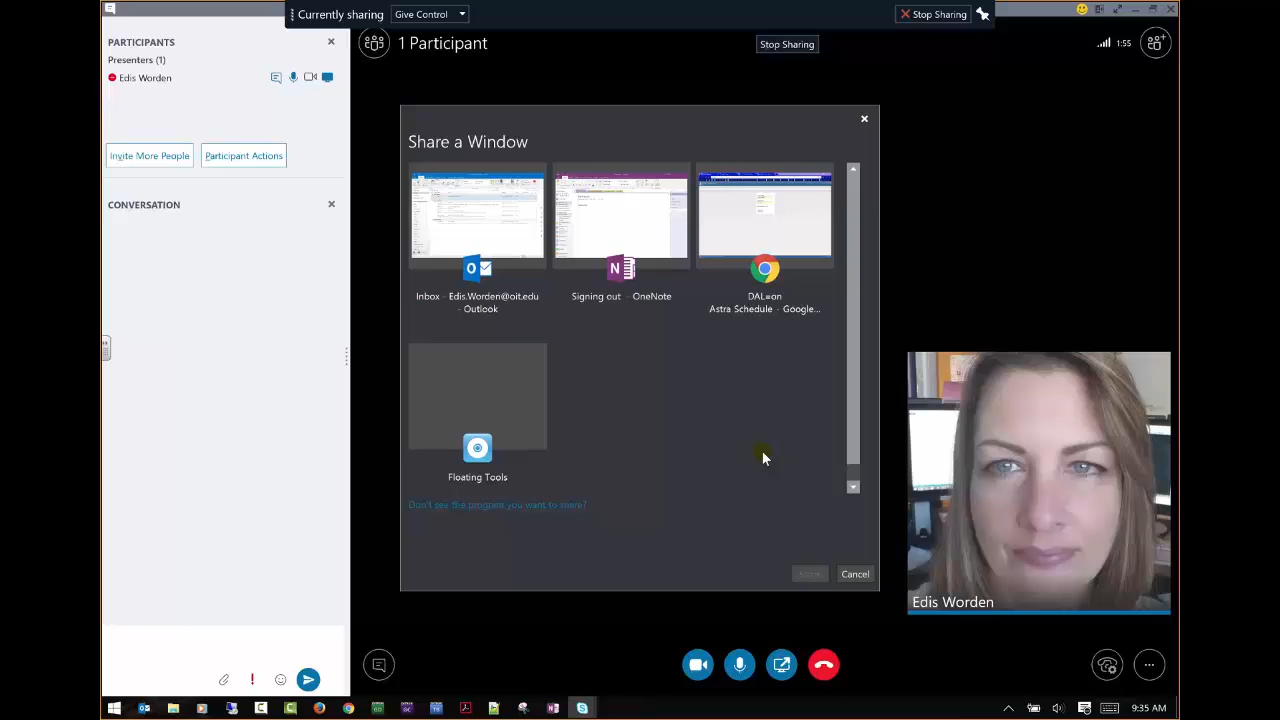 Currently sharing
Give Control
Stop Sharing
PARTICIPANTS
1 Participant
Stop Sharing
1:55
Presenters (1)
Edis Worden
Invite More People
Participant Actions
CONVERSATION
Share a Window
Inbox - Edis.Worden@oit.edu
- Outlook
Signing out - OneNote
DAL=on
Astra Schedule - Google...
Floating Tools
Don't see the program you want to share?
Cancel
Edis Worden
9:35 AM